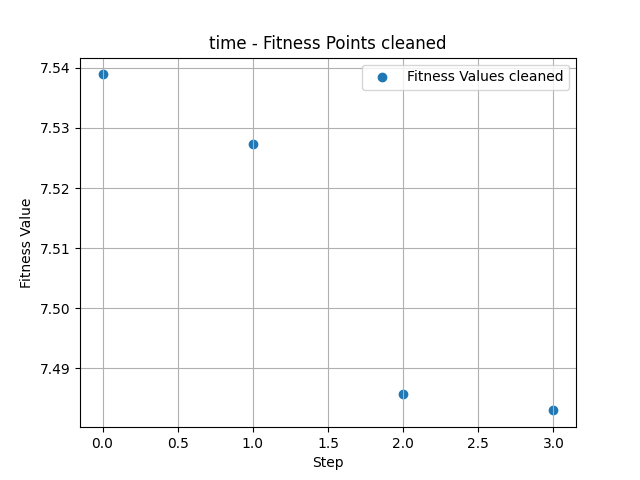 time - Fitness Points cleaned
Fitness Values cleaned
7.54
7.53
7.52
7.51
7.50
7.49
Fitness Value
0.0 0.5 1.0 1.5 2.0 2.5 3.0
Step